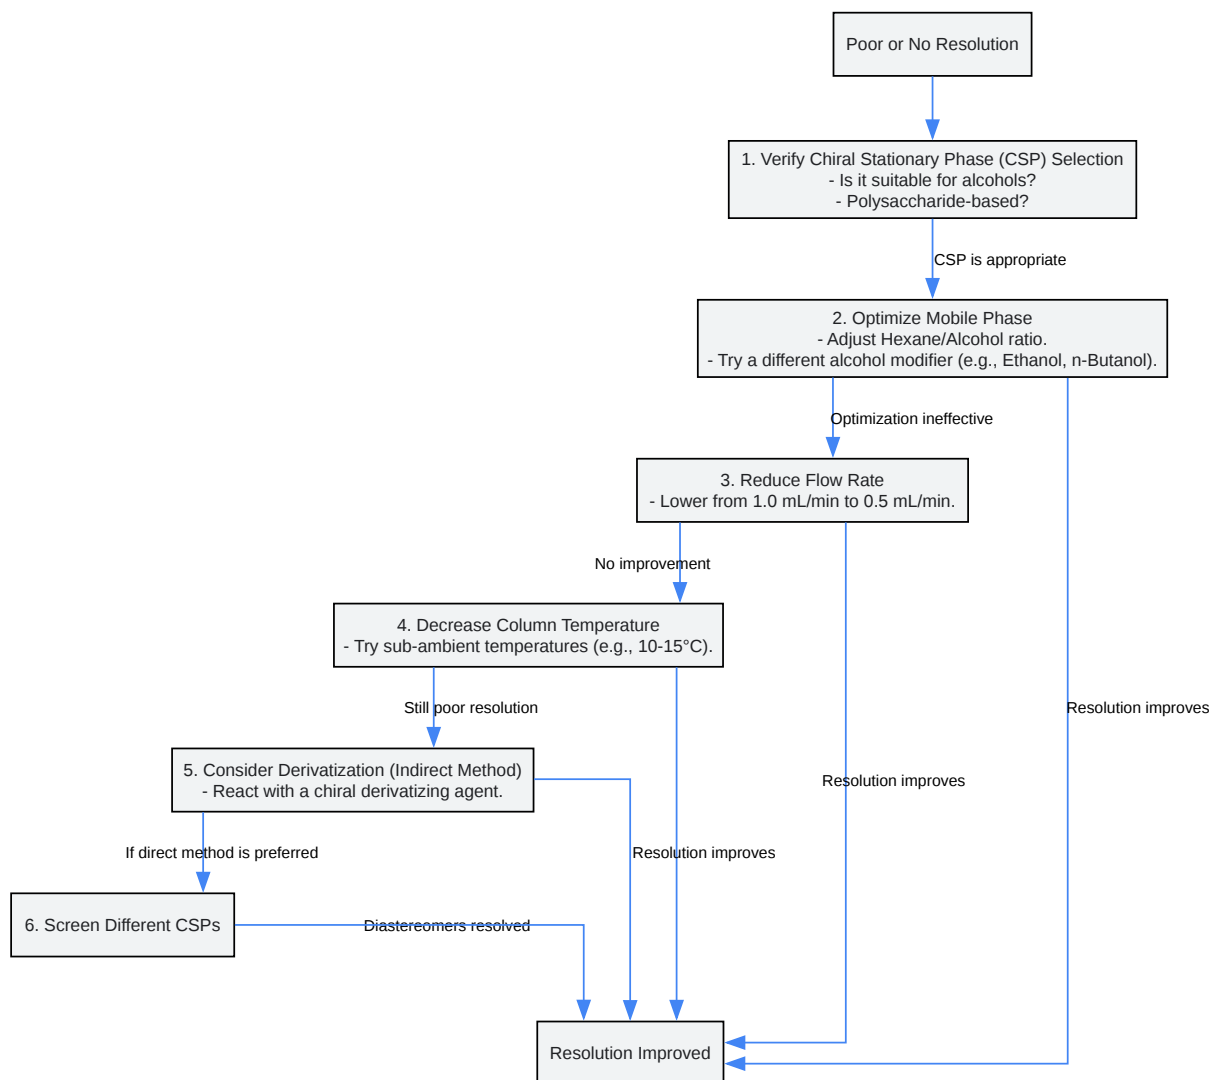 Poor or No Resolution
1. Verify Chiral Stationary Phase (CSP) Selection
- Is it suitable for alcohols?
- Polysaccharide-based?
CSP is appropriate
2. Optimize Mobile Phase
- Adjust Hexane/Alcohol ratio.
- Try a different alcohol modifier (e.g., Ethanol, n-Butanol).
Optimization ineffective
3. Reduce Flow Rate
- Lower from 1.0 mL/min to 0.5 mL/min.
No improvement
4. Decrease Column Temperature
- Try sub-ambient temperatures (e.g., 10-15°C).
Still poor resolution
Resolution improves
5. Consider Derivatization (Indirect Method)
- React with a chiral derivatizing agent.
Resolution improves
If direct method is preferred
Resolution improves
6. Screen Different CSPs
Diastereomers resolved
Resolution Improved